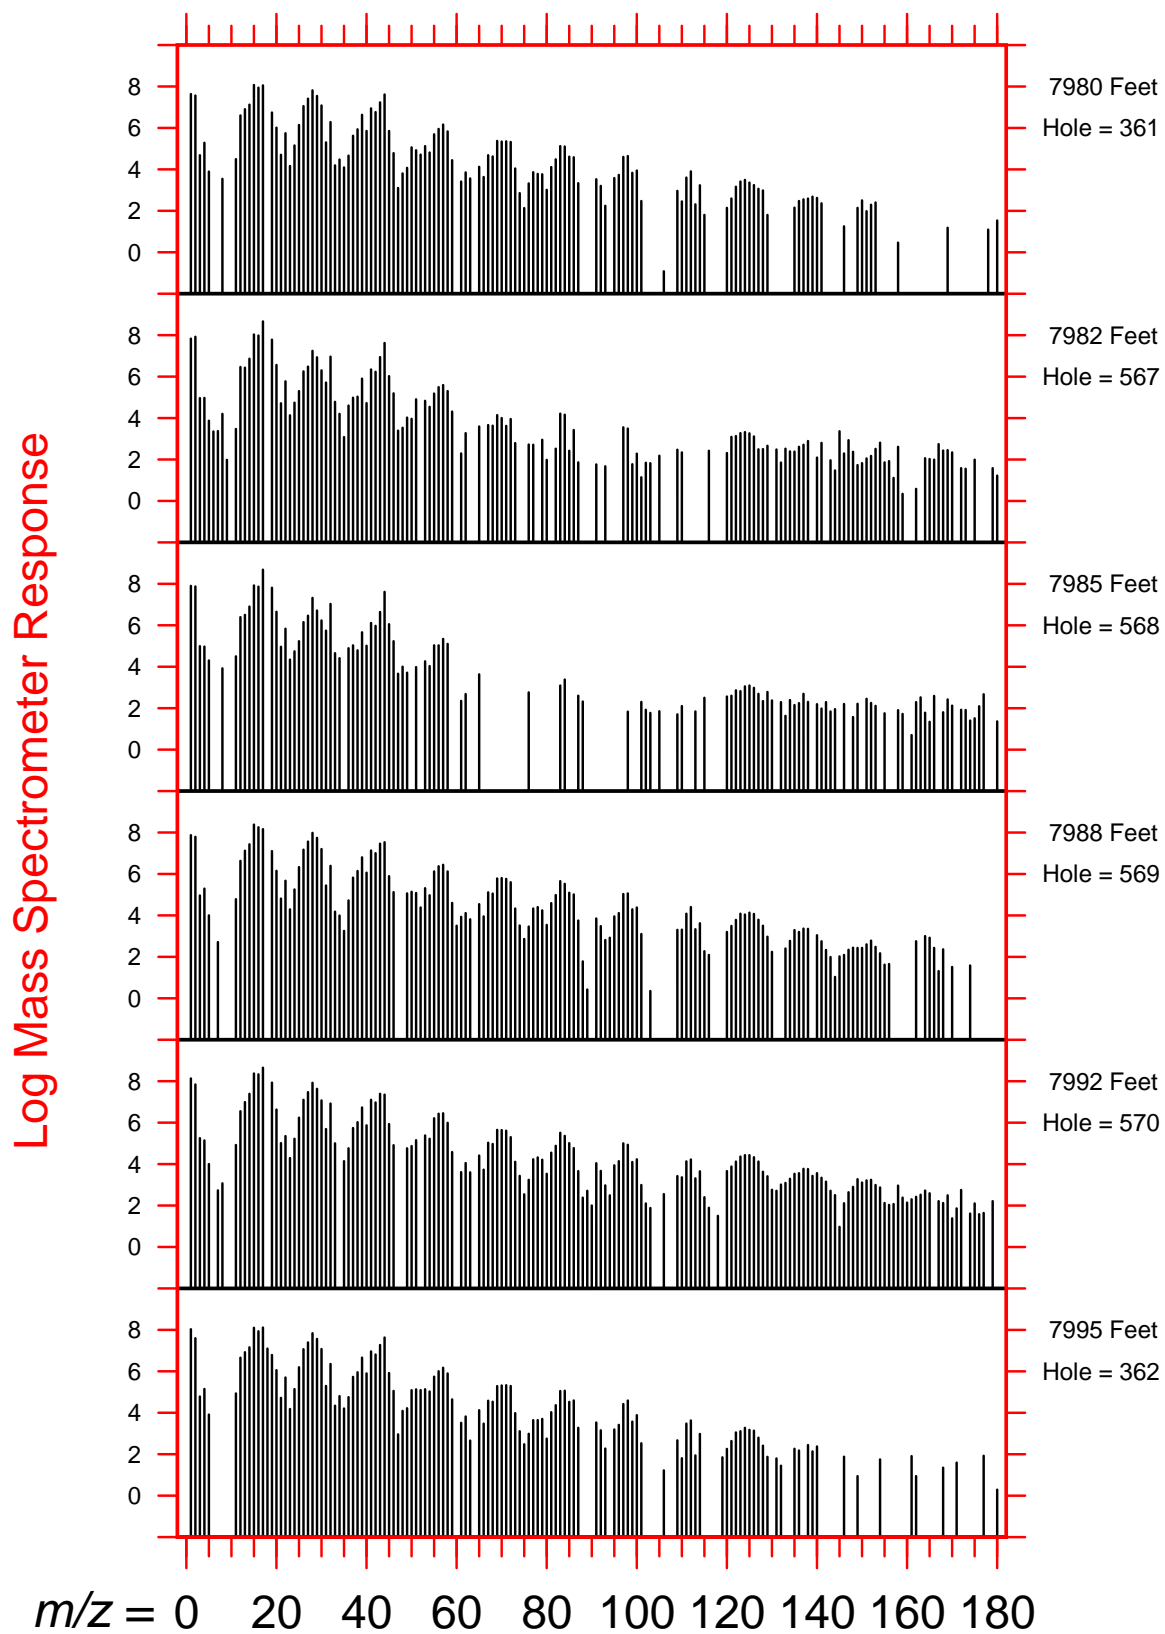 Log Mass Spectrometer Response
8
6
4
2
0
7980 Feet
Hole = 361
8
6
4
2
0
7982 Feet
Hole = 567
8
6
4
2
0
7985 Feet
Hole = 568
8
6
4
2
0
7988 Feet
Hole = 569
8
6
4
2
0
7992 Feet
Hole = 570
8
6
4
2
0
7995 Feet
Hole = 362
m/z = 0 20 40 60 80 100 120 140 160 180